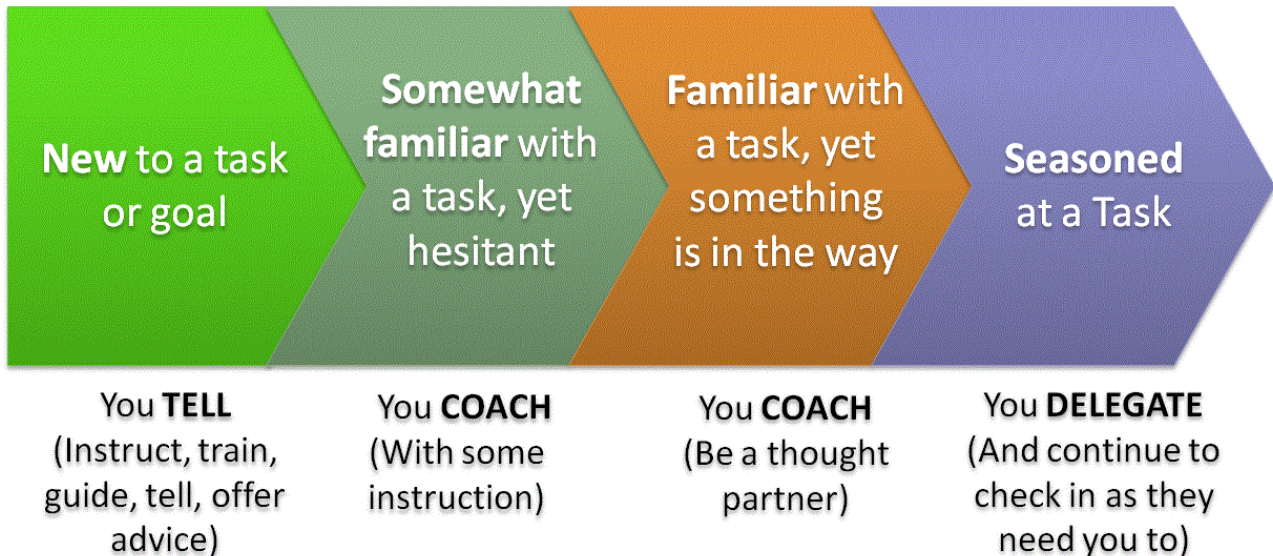 New to a task
or goal
Somewhat
familiar with
a task, yet
hesitant
Familiar with
a task, yet
something
is in the way
Seasoned
at a Task
You TELL
(Instruct, train,
guide, tell, offer
advice)
You COACH
(With some
instruction)
You COACH
(Be a thought
partner)
You DELEGATE
(And continue to
check in as they
need you to)